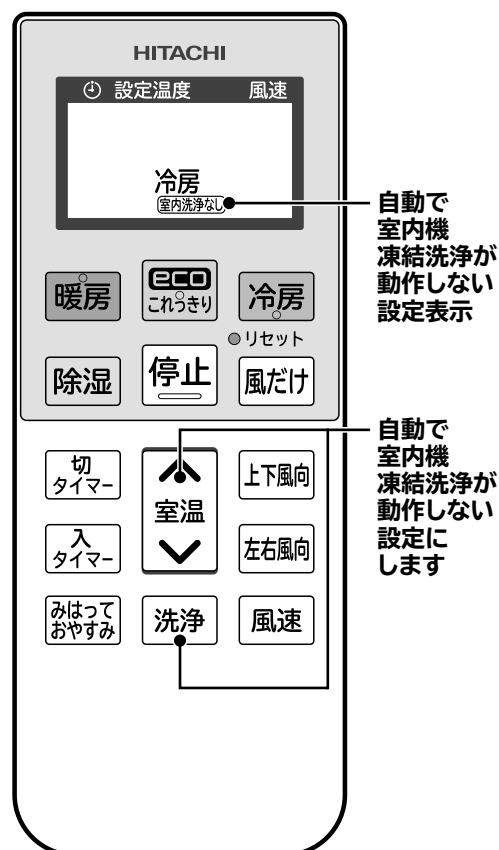 HITACHI
設定温度 風速
冷房
室内洗浄なし
自動で
室内機
凍結洗浄が
動作しない
設定表示
暖房
eco
これっきり
冷房
リセット
除湿
停止
風だけ
自動で
室内機
凍結洗浄が
動作しない
設定に
します
切
タイマー
室温
上下風向
入
タイマー
左右風向
みはって
おやすみ
洗浄
風速